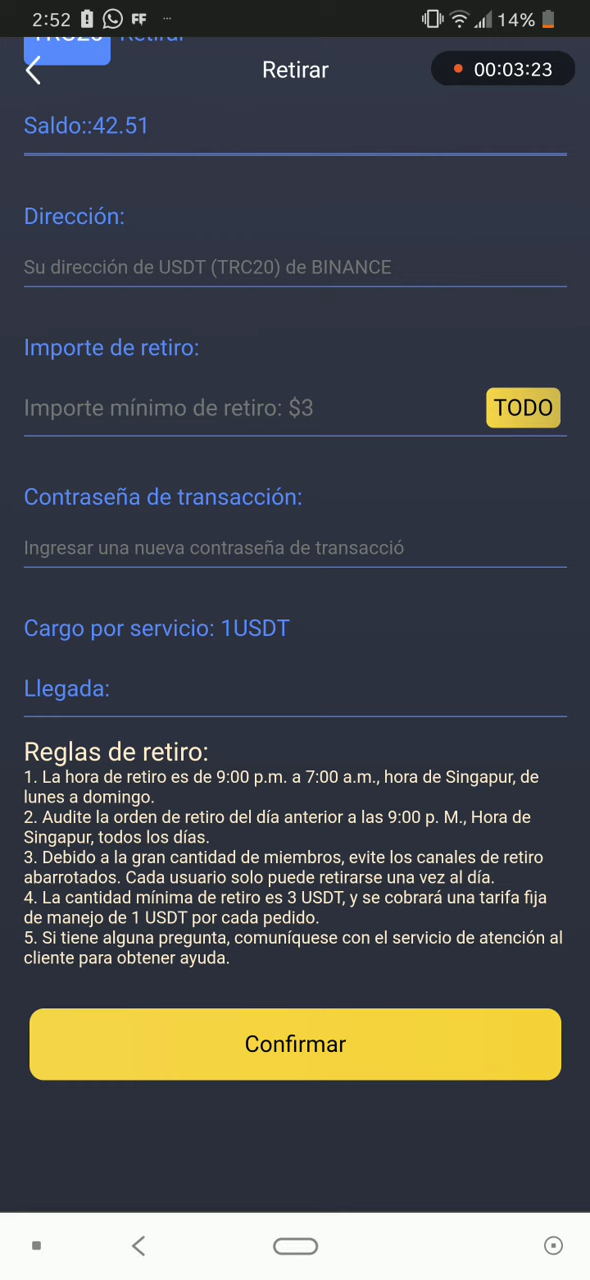 2:52 FF ... 14%
TRC20 Retirar
Retirar 00:03:23
Saldo::42.51
Dirección:
Su dirección de USDT (TRC20) de BINANCE
Importe de retiro:
Importe mínimo de retiro: $3 TODO
Contraseña de transacción:
Ingresar una nueva contraseña de transacció
Cargo por servicio: 1USDT
Llegada:
Reglas de retiro:
1. La hora de retiro es de 9:00 p.m. a 7:00 a.m., hora de Singapur, de
lunes a domingo.
2. Audite la orden de retiro del día anterior a las 9:00 p. M., Hora de
Singapur, todos los días.
3. Debido a la gran cantidad de miembros, evite los canales de retiro
abarrotados. Cada usuario solo puede retirarse una vez al día.
4. La cantidad mínima de retiro es 3 USDT, y se cobrará una tarifa fija
de manejo de 1 USDT por cada pedido.
5. Si tiene alguna pregunta, comuníquese con el servicio de atención al
cliente para obtener ayuda.
Confirmar